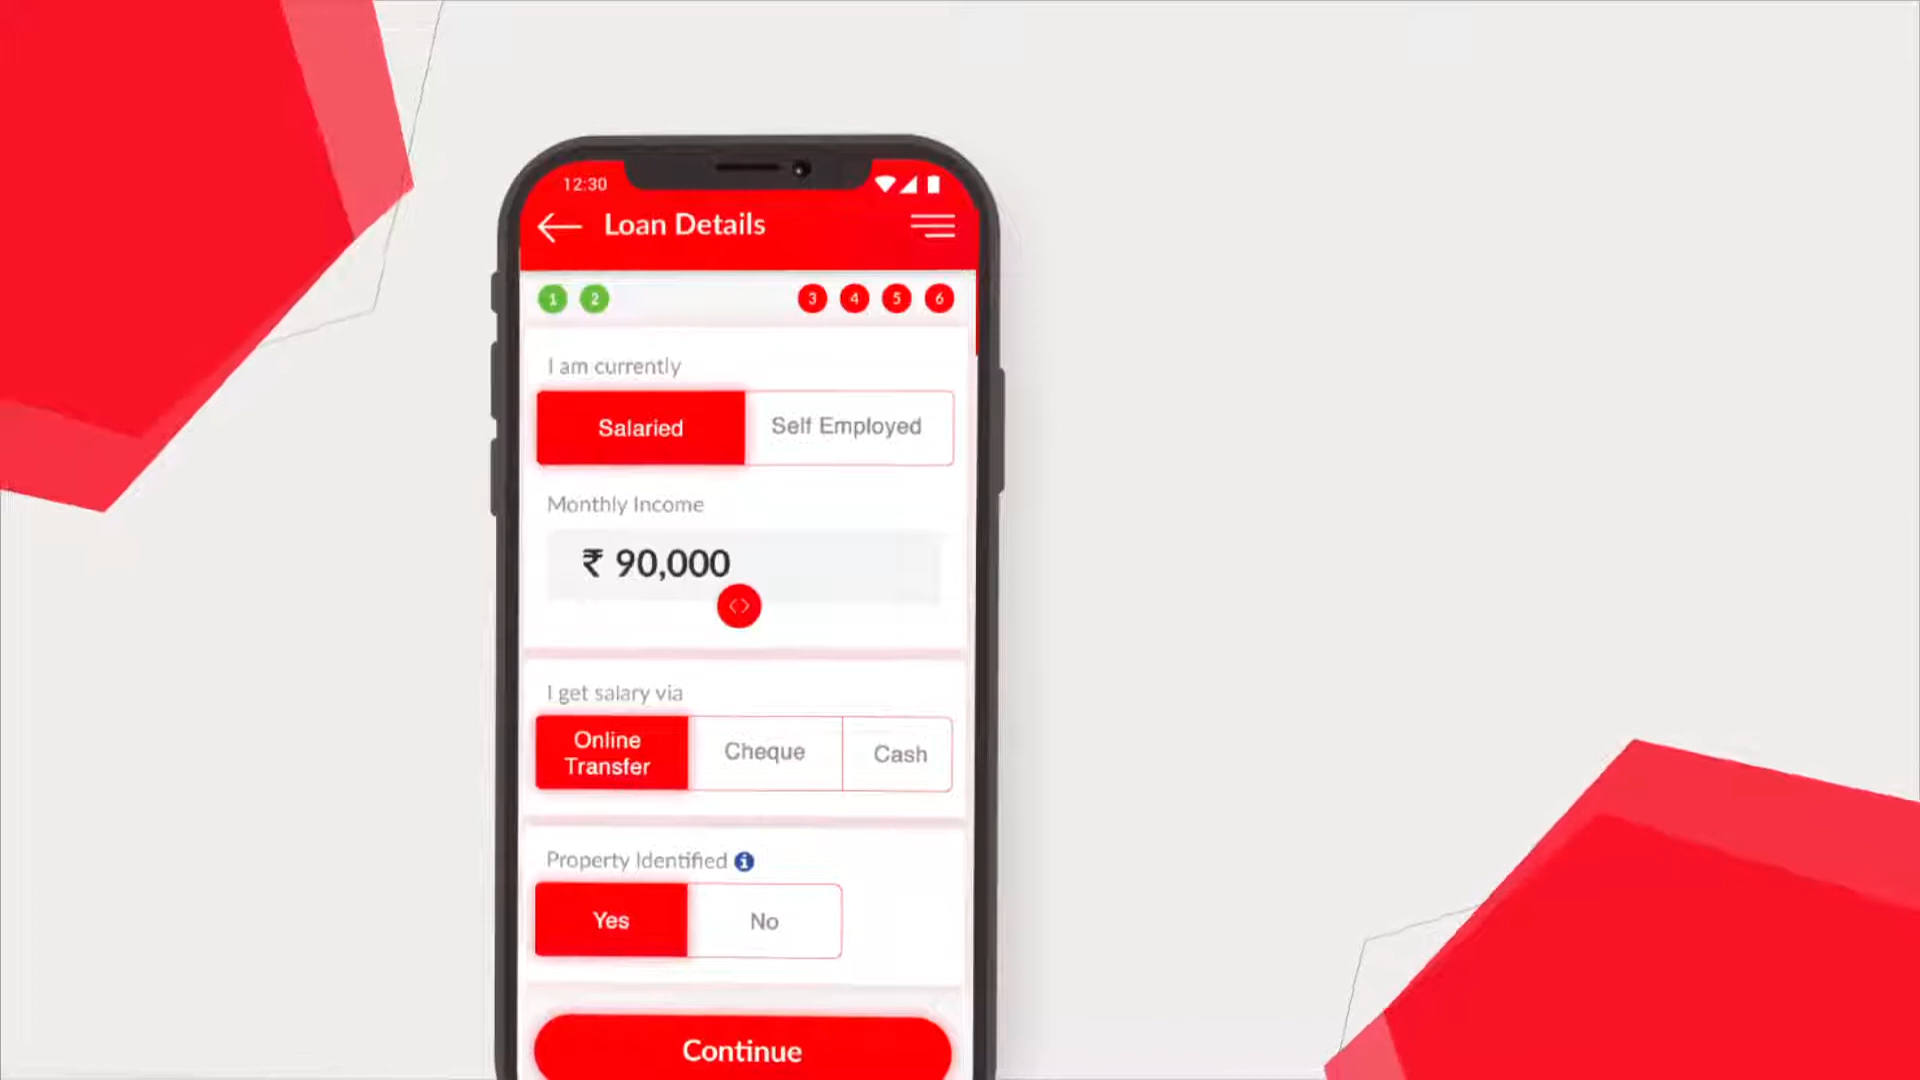 12:30
Loan Details
1 2 3 4 5 6
I am currently
Salaried Self Employed
Monthly Income
₹ 90,000
I get salary via
Online Transfer Cheque Cash
Property Identified
Yes No
Continue